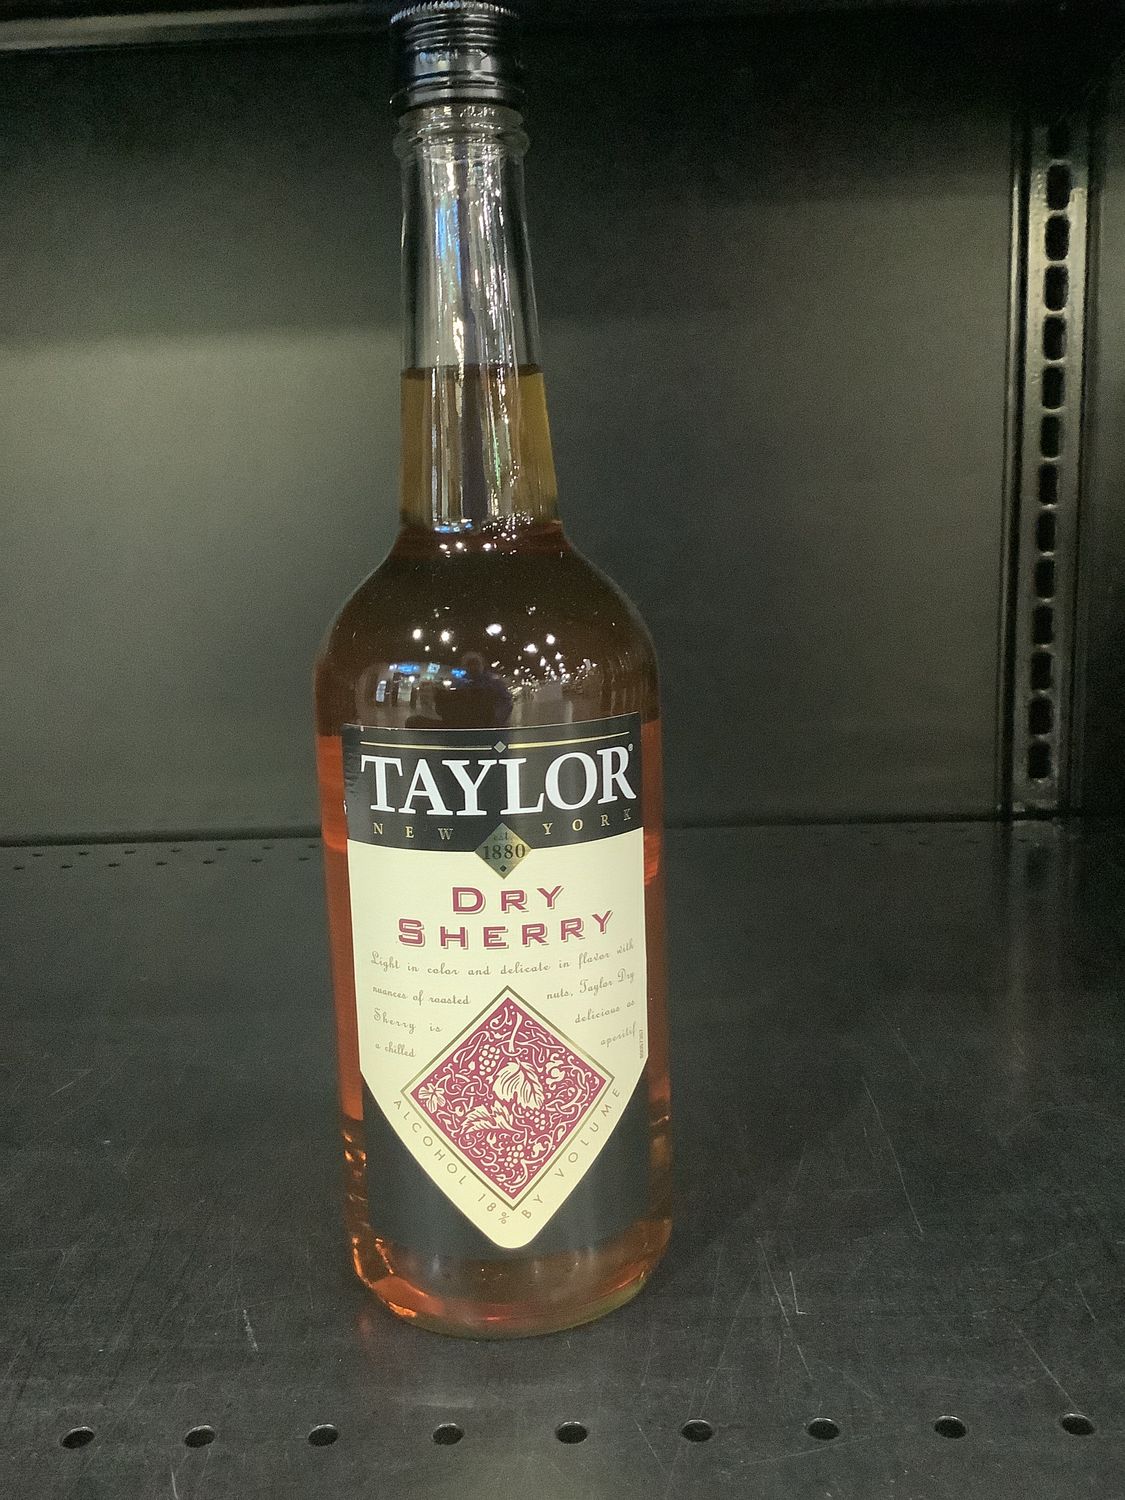 TAYLOR®
NEW YORK
EST.
1880
DRY
SHERRY
Light in color and delicate in flavor with
nuances of roasted nuts, Taylor Dry
Sherry is delicious as
a chilled aperitif
ALCOHOL 18% BY VOLUME